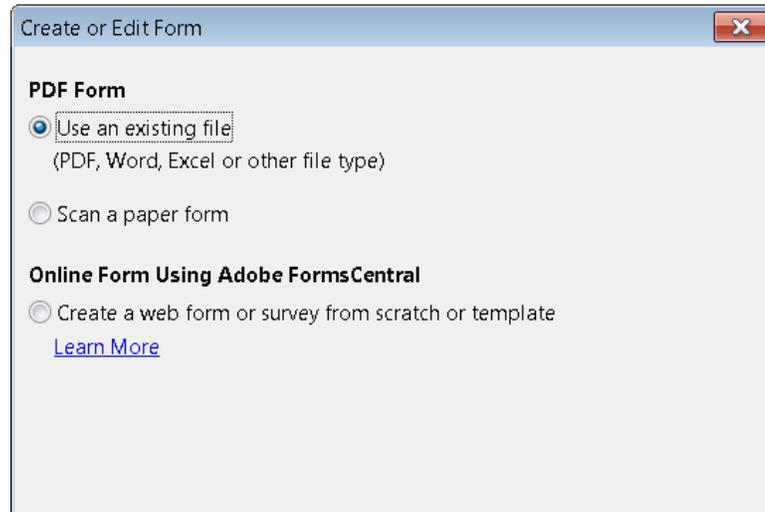 Create or Edit Form
PDF Form
Use an existing file
(PDF, Word, Excel or other file type)
Scan a paper form
Online Form Using Adobe FormsCentral
Create a web form or survey from scratch or template
Learn More